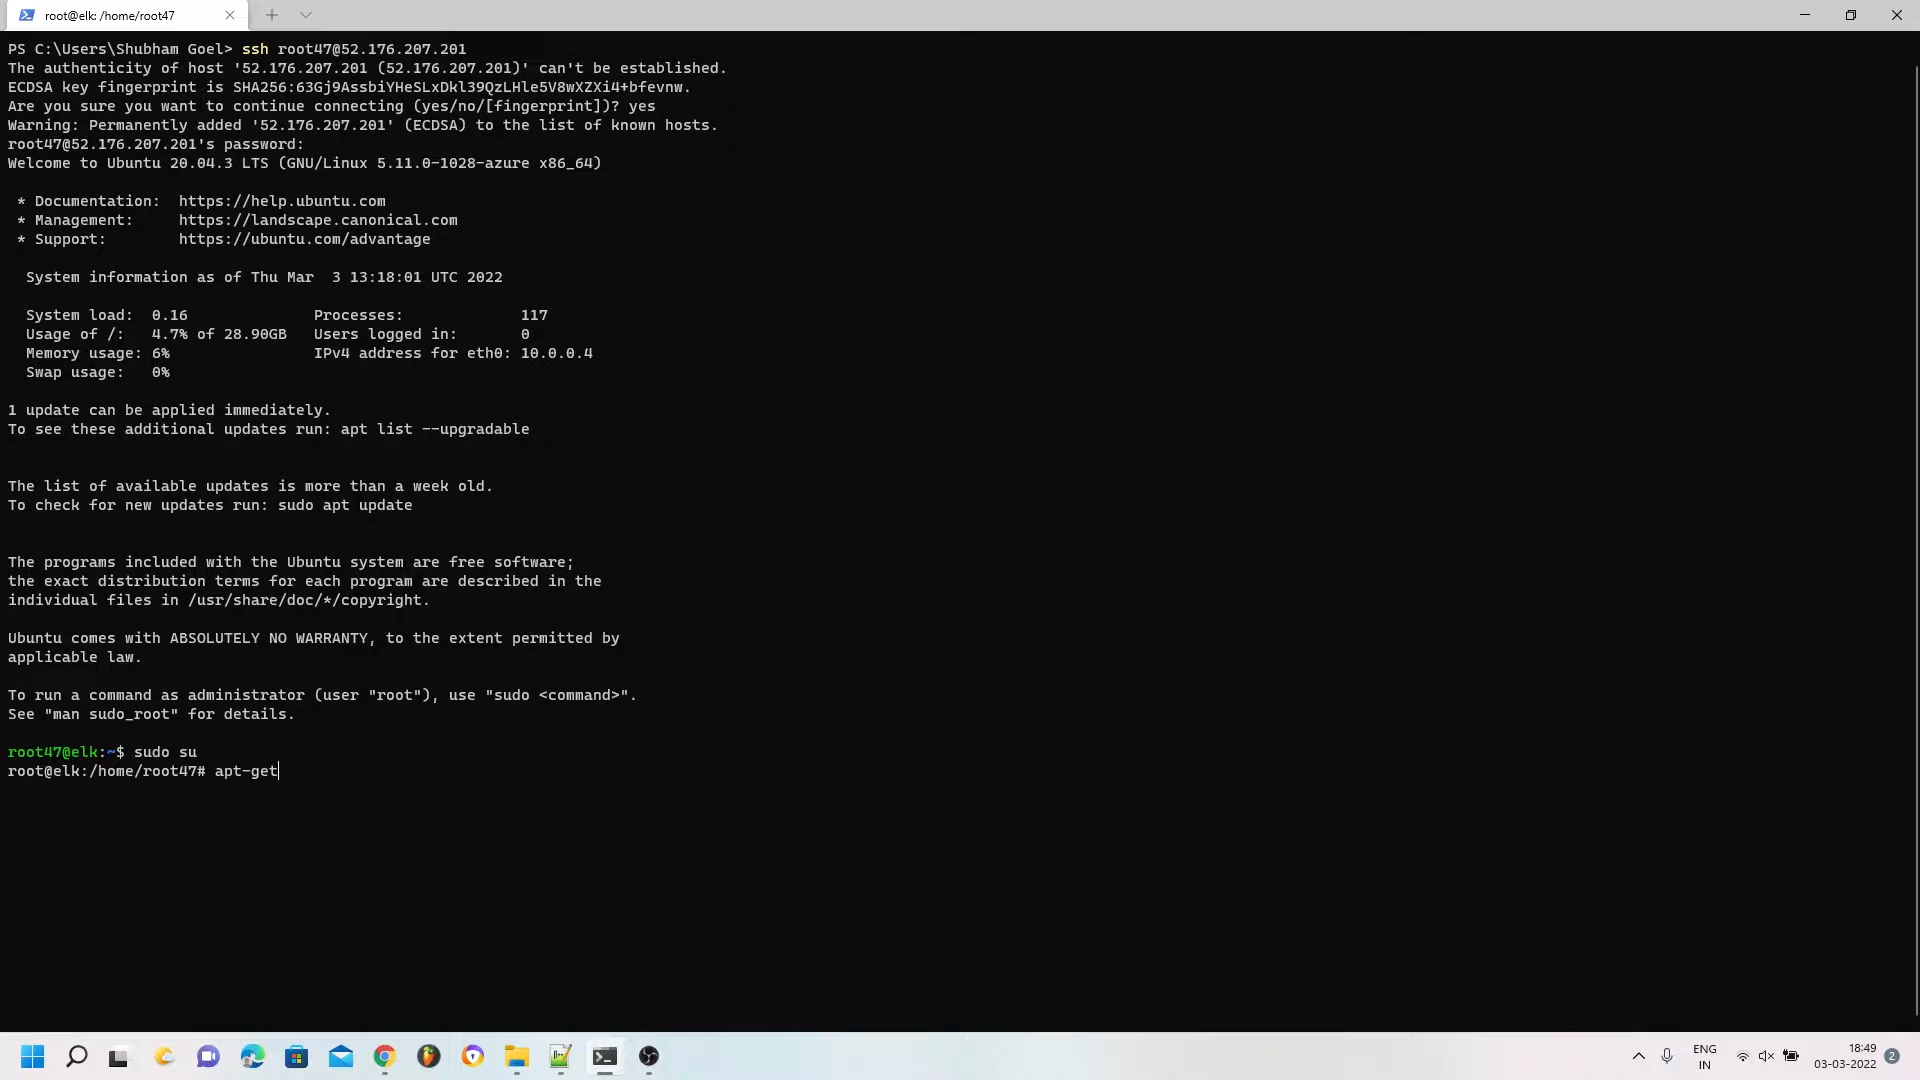 root@elk: /home/root47
PS C:\Users\Shubham Goel> ssh root47@52.176.207.201
The authenticity of host '52.176.207.201 (52.176.207.201)' can't be established.
ECDSA key fingerprint is SHA256:63Gj9AssbiYHeSLxDkl39QzLHle5V8wXZXi4+bfevnw.
Are you sure you want to continue connecting (yes/no/[fingerprint])? yes
Warning: Permanently added '52.176.207.201' (ECDSA) to the list of known hosts.
root47@52.176.207.201's password:
Welcome to Ubuntu 20.04.3 LTS (GNU/Linux 5.11.0-1028-azure x86_64)
* Documentation:  https://help.ubuntu.com
* Management:     https://landscape.canonical.com
* Support:        https://ubuntu.com/advantage
System information as of Thu Mar  3 13:18:01 UTC 2022
System load:  0.16              Processes:             117
Usage of /:   4.7% of 28.90GB   Users logged in:       0
Memory usage: 6%                IPv4 address for eth0: 10.0.0.4
Swap usage:   0%
1 update can be applied immediately.
To see these additional updates run: apt list --upgradable
The list of available updates is more than a week old.
To check for new updates run: sudo apt update
The programs included with the Ubuntu system are free software;
the exact distribution terms for each program are described in the
individual files in /usr/share/doc/*/copyright.
Ubuntu comes with ABSOLUTELY NO WARRANTY, to the extent permitted by
applicable law.
To run a command as administrator (user "root"), use "sudo <command>".
See "man sudo_root" for details.
root47@elk:~$ sudo su
root@elk:/home/root47# apt-get
ENG
IN
18:49
03-03-2022
2